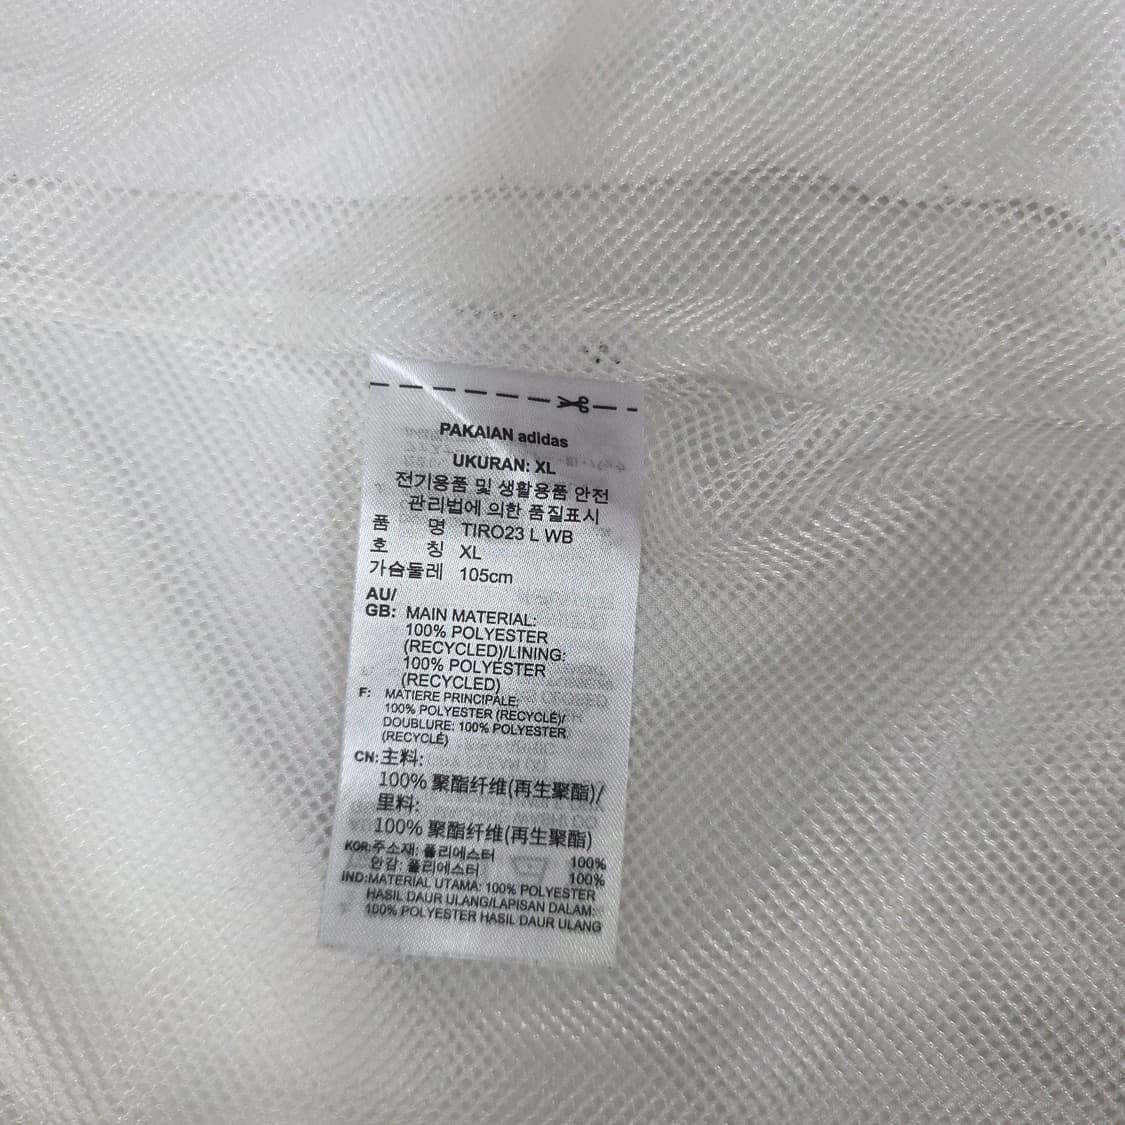 PAKAIAN adidas
UKURAN: XL
전기용품 및 생활용품 안전
관리법에 의한 품질표시
품 명 TIRO23 L WB
호 칭 XL
가슴둘레 105cm
AU/
GB: MAIN MATERIAL:
100% POLYESTER
(RECYCLED)/LINING:
100% POLYESTER
(RECYCLED)
F: MATIERE PRINCIPALE:
100% POLYESTER (RECYCLÉ)/
DOUBLURE: 100% POLYESTER
(RECYCLÉ)
CN:主料:
100% 聚酯纤维(再生聚酯)/
里料:
100% 聚酯纤维(再生聚酯)
KOR:주소재: 폴리에스터 100%
안감: 폴리에스터 100%
IND:MATERIAL UTAMA: 100% POLYESTER
HASIL DAUR ULANG/LAPISAN DALAM:
100% POLYESTER HASIL DAUR ULANG